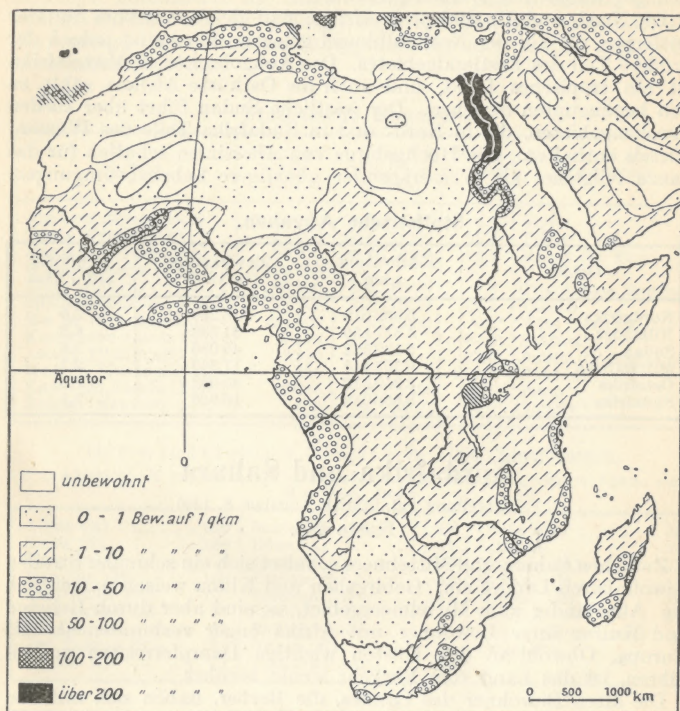 Äquator
0
unbewohnt
0 - 1 Bew. auf 1 qkm
1 - 10 " " " "
10 - 50 " " " "
50 - 100 " " " "
100 - 200 " " " "
über 200 " " " "
0 500 1000 km